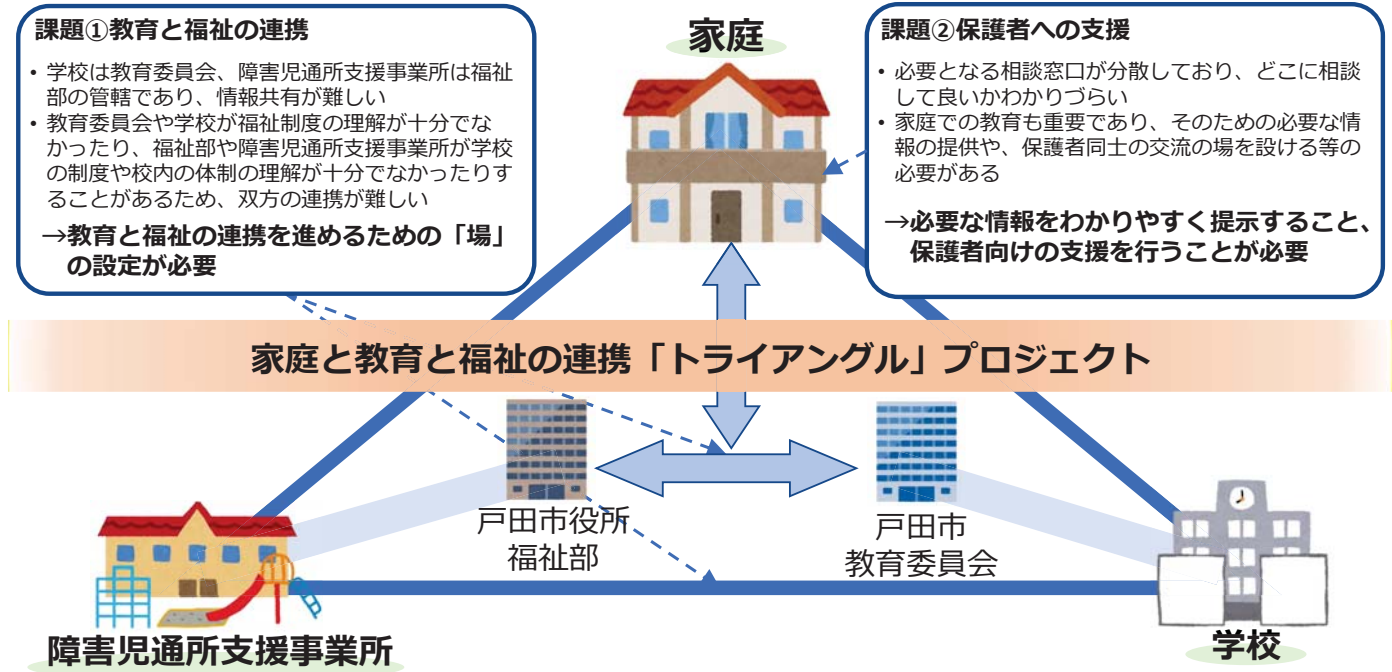 課題①教育と福祉の連携
• 学校は教育委員会、障害児通所支援事業所は福祉
部の管轄であり、情報共有が難しい
• 教育委員会や学校が福祉制度の理解が十分でな
かったり、福祉部や障害児通所支援事業所が学校
の制度や校内の体制の理解が十分でなかったりす
ることがあるため、双方の連携が難しい
→教育と福祉の連携を進めるための「場」
の設定が必要
家庭
課題②保護者への支援
• 必要となる相談窓口が分散しており、どこに相談
して良いかわかりづらい
• 家庭での教育も重要であり、そのための必要な情
報の提供や、保護者同士の交流の場を設ける等の
必要がある
→必要な情報をわかりやすく提示すること、
保護者向けの支援を行うことが必要
家庭と教育と福祉の連携「トライアングル」プロジェクト
戸田市役所
福祉部
戸田市
教育委員会
障害児通所支援事業所
学校